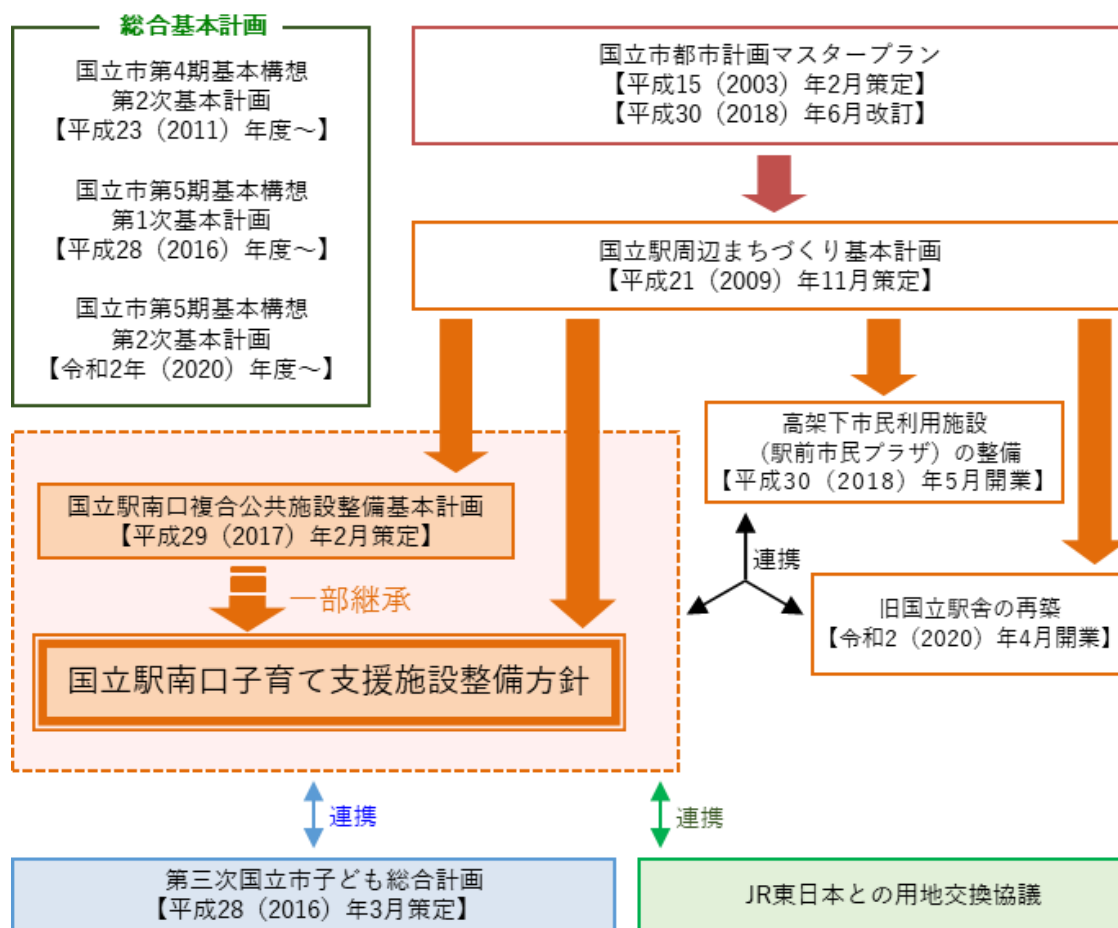 総合基本計画
国立市第4期基本構想
第2次基本計画
【平成23（2011）年度～】
国立市第5期基本構想
第1次基本計画
【平成28（2016）年度～】
国立市第5期基本構想
第2次基本計画
【令和2年（2020）年度～】
国立市都市計画マスタープラン
【平成15（2003）年2月策定】
【平成30（2018）年6月改訂】
国立駅周辺まちづくり基本計画
【平成21（2009）年11月策定】
高架下市民利用施設
（駅前市民プラザ）の整備
【平成30（2018）年5月開業】
連携
旧国立駅舎の再築
【令和2（2020）年4月開業】
国立駅南口複合公共施設整備基本計画
【平成29（2017）年2月策定】
一部継承
国立駅南口子育て支援施設整備方針
連携
連携
第三次国立市子ども総合計画
【平成28（2016）年3月策定】
JR東日本との用地交換協議